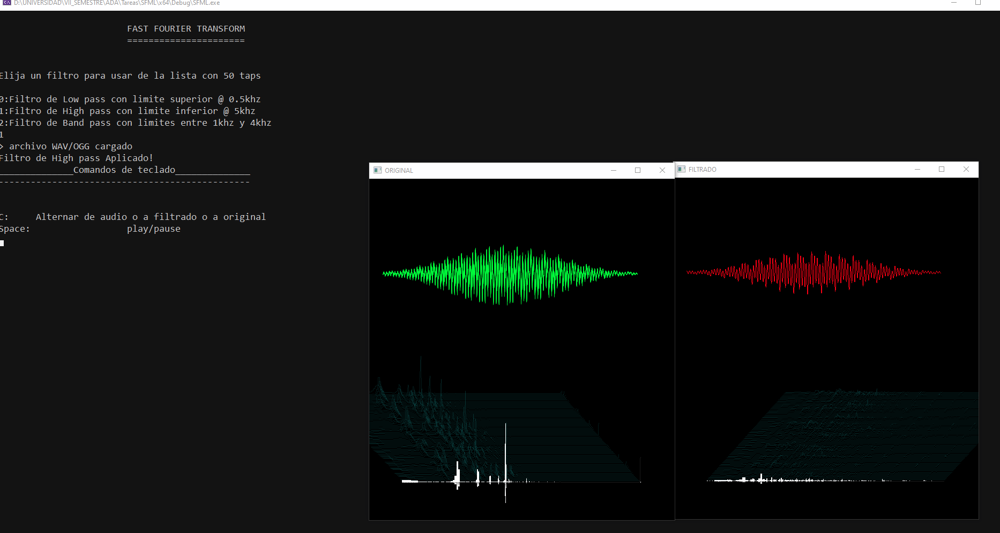 D:\UNIVERSIDAD\VII_SEMESTRE\ADA\Tareas\SFML\x64\Debug\SFML.exe
FAST FOURIER TRANSFORM
======================
Elija un filtro para usar de la lista con 50 taps
0:Filtro de Low pass con limite superior @ 0.5khz
1:Filtro de High pass con limite inferior @ 5khz
2:Filtro de Band pass con limites entre 1khz y 4khz
1
> archivo WAV/OGG cargado
Filtro de High pass Aplicado!
______________Comandos de teclado______________
-----------------------------------------------
C: Alternar de audio o a filtrado o a original
Space: play/pause
ORIGINAL
FILTRADO